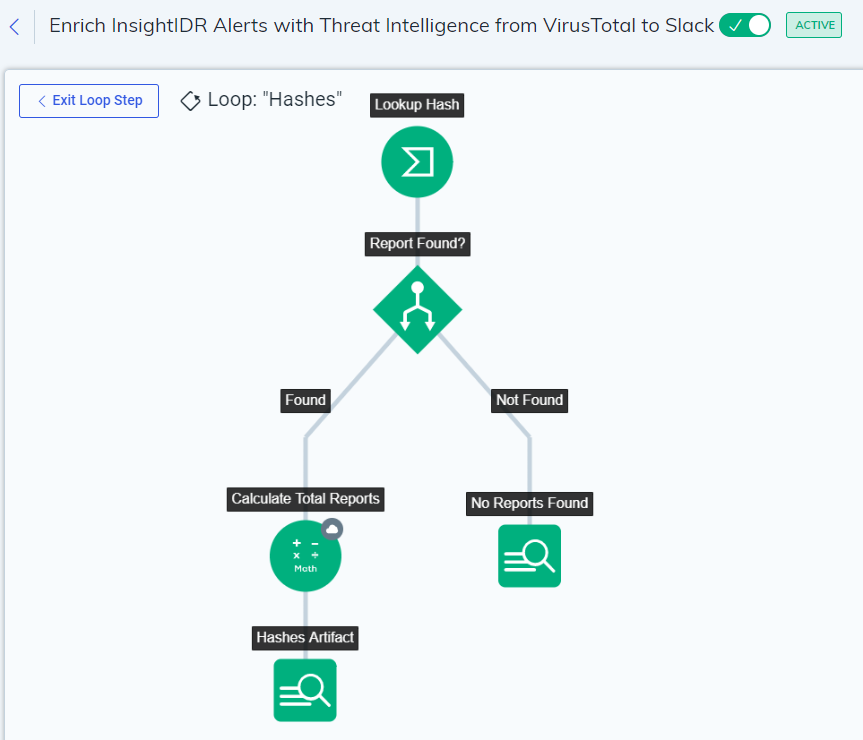 Enrich InsightIDR Alerts with Threat Intelligence from VirusTotal to Slack
ACTIVE
Exit Loop Step
Loop: "Hashes"
Lookup Hash
Report Found?
Found
Not Found
Calculate Total Reports
No Reports Found
+ −
× ÷
Math
Hashes Artifact